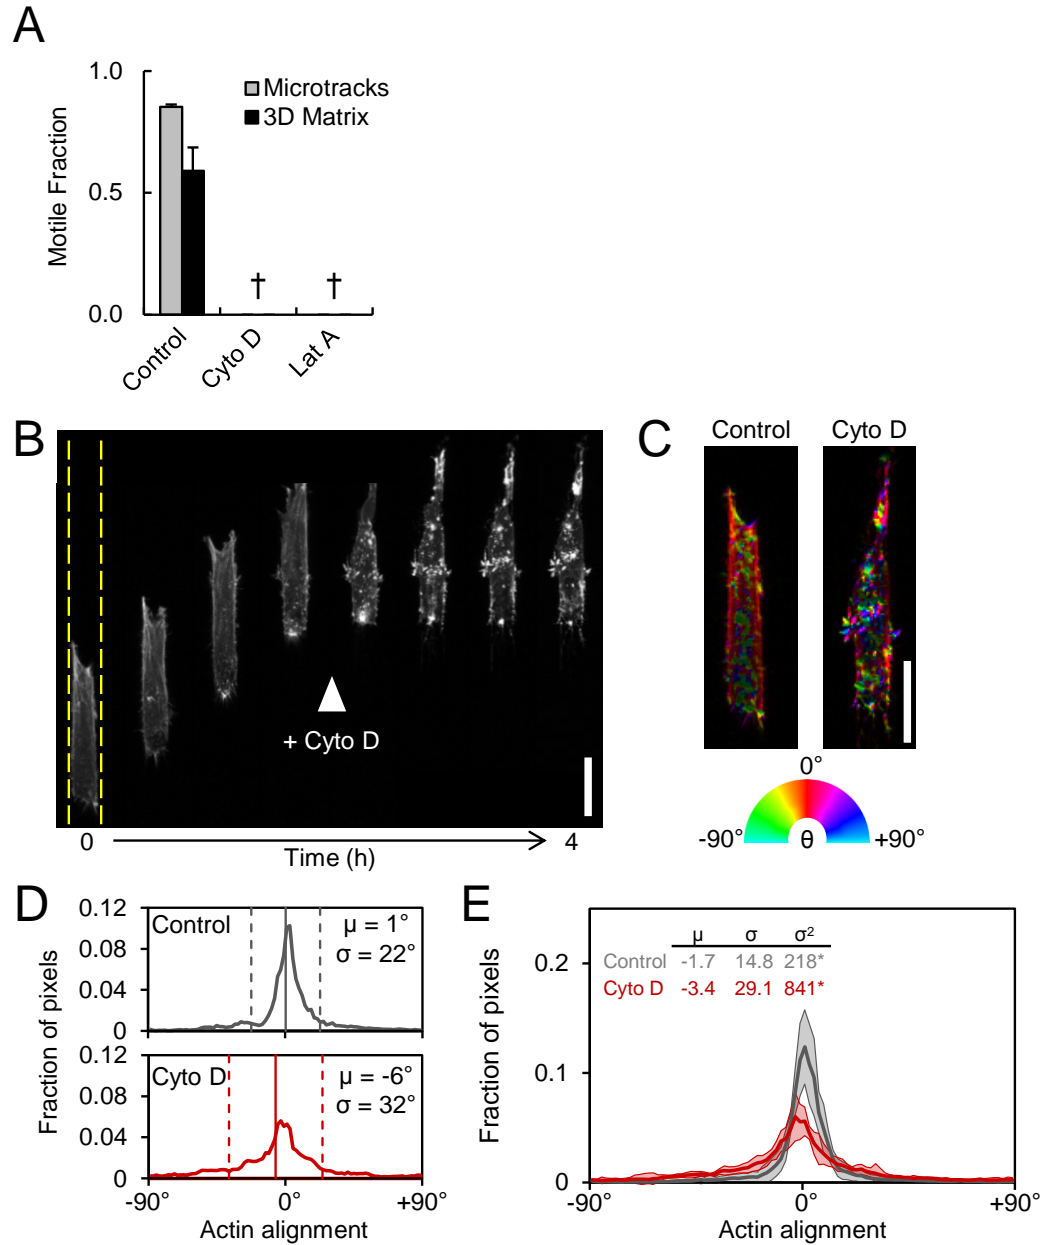 A
1.0
Microtracks
3D Matrix
Motile Fraction
0.5
† †
0.0
Control
Cyto D
Lat A
B
+ Cyto D
0
Time (h)
4
C
Control Cyto D
0°
-90° θ +90°
D
0.12
Control
μ = 1°
σ = 22°
0.08
0.04
0
0.12
Cyto D
μ = -6°
σ = 32°
0.08
0.04
0
Fraction of pixels
-90 0 +90°
Actin alignment
E
μ σ σ²
0.2
Control -1.7 14.8 218*
Cyto D -3.4 29.1 841*
Fraction of pixels
0.1
0
-90° 0 +90°
Actin alignment